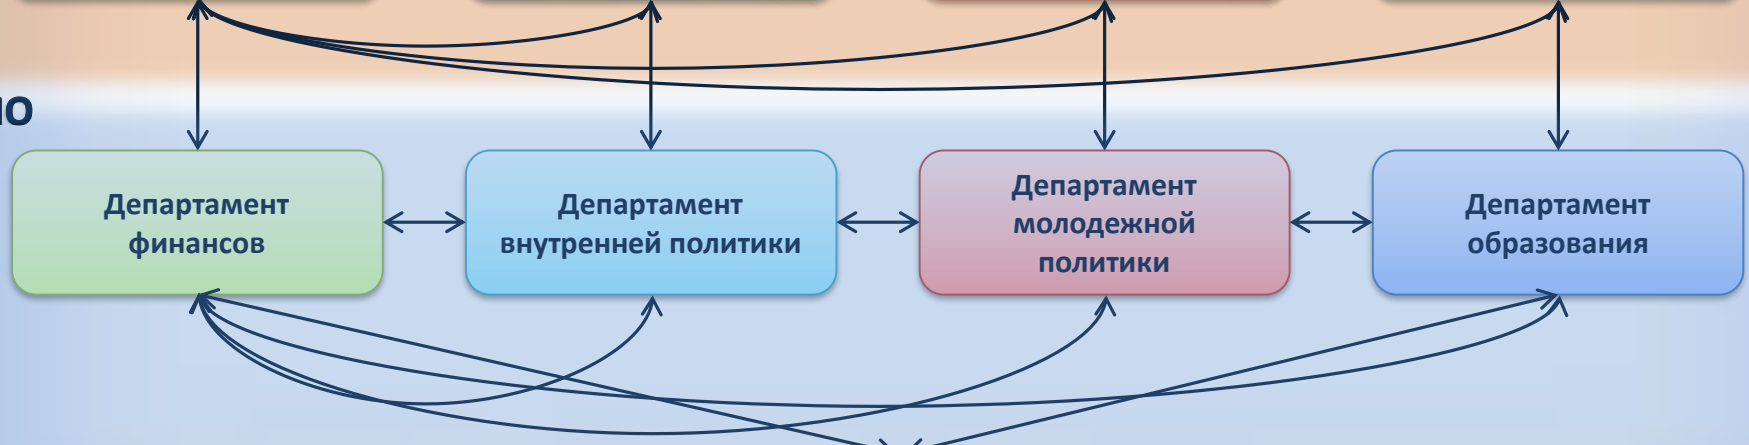 Департамент
финансов
Департамент
внутренней политики
Департамент
молодежной
политики
Департамент
образования